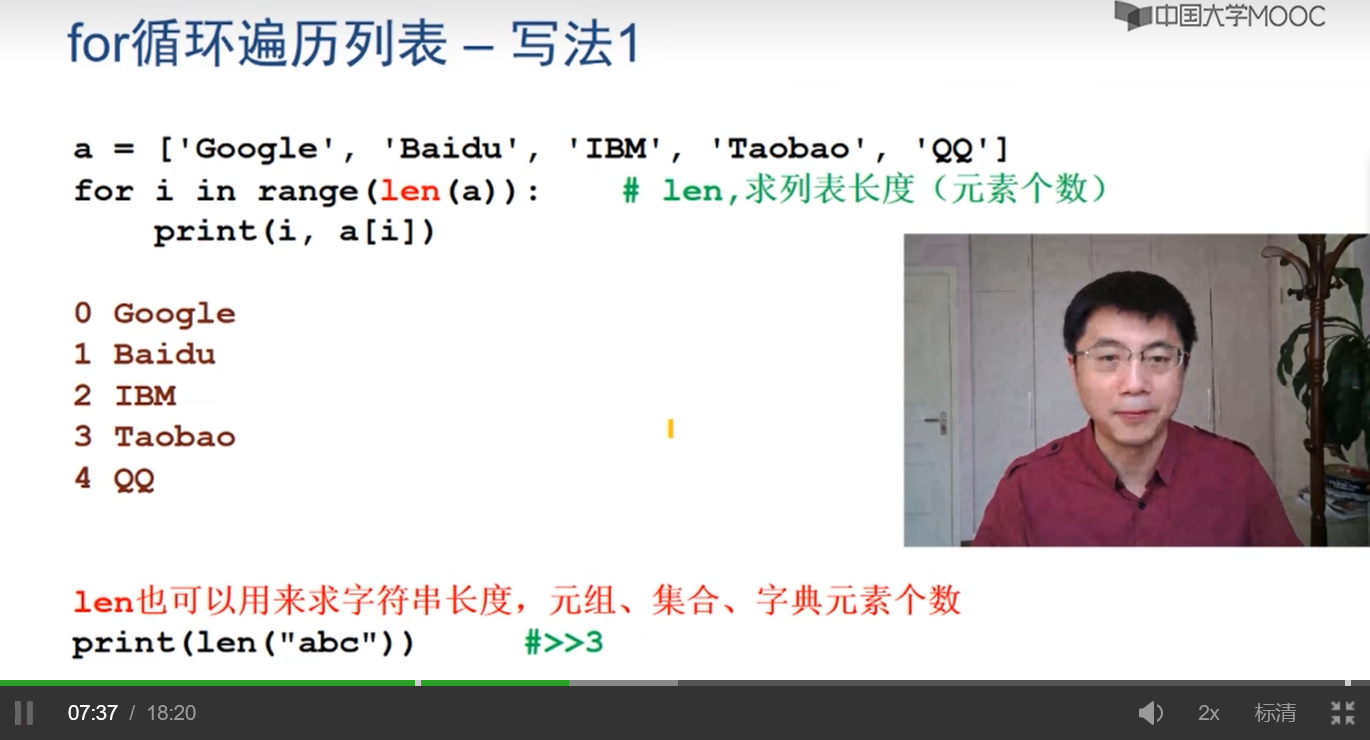 中国大学MOOC
for循环遍历列表 – 写法1
a = ['Google', 'Baidu', 'IBM', 'Taobao', 'QQ']
for i in range(len(a)): # len,求列表长度（元素个数）
print(i, a[i])
0 Google
1 Baidu
2 IBM
3 Taobao
4 QQ
len也可以用来求字符串长度，元组、集合、字典元素个数
print(len("abc")) #>>3
07:37 / 18:20 2x 标清